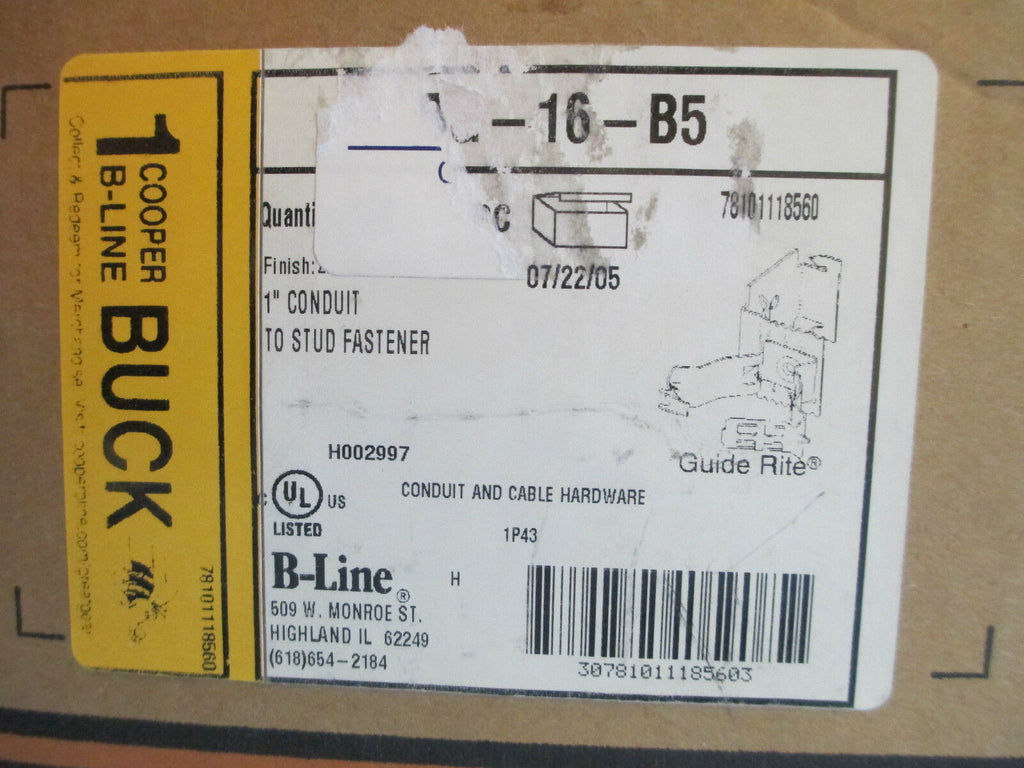 1 COOPER
B-LINE BUCK
78101118560
-16-B5
78101118560
07/22/05
Finish:
1" CONDUIT
TO STUD FASTENER
H002997
Guide Rite®
C UL US
LISTED
CONDUIT AND CABLE HARDWARE
1P43
B-Line® H
509 W. MONROE ST.
HIGHLAND IL 62249
(618)654-2184
30781011185603